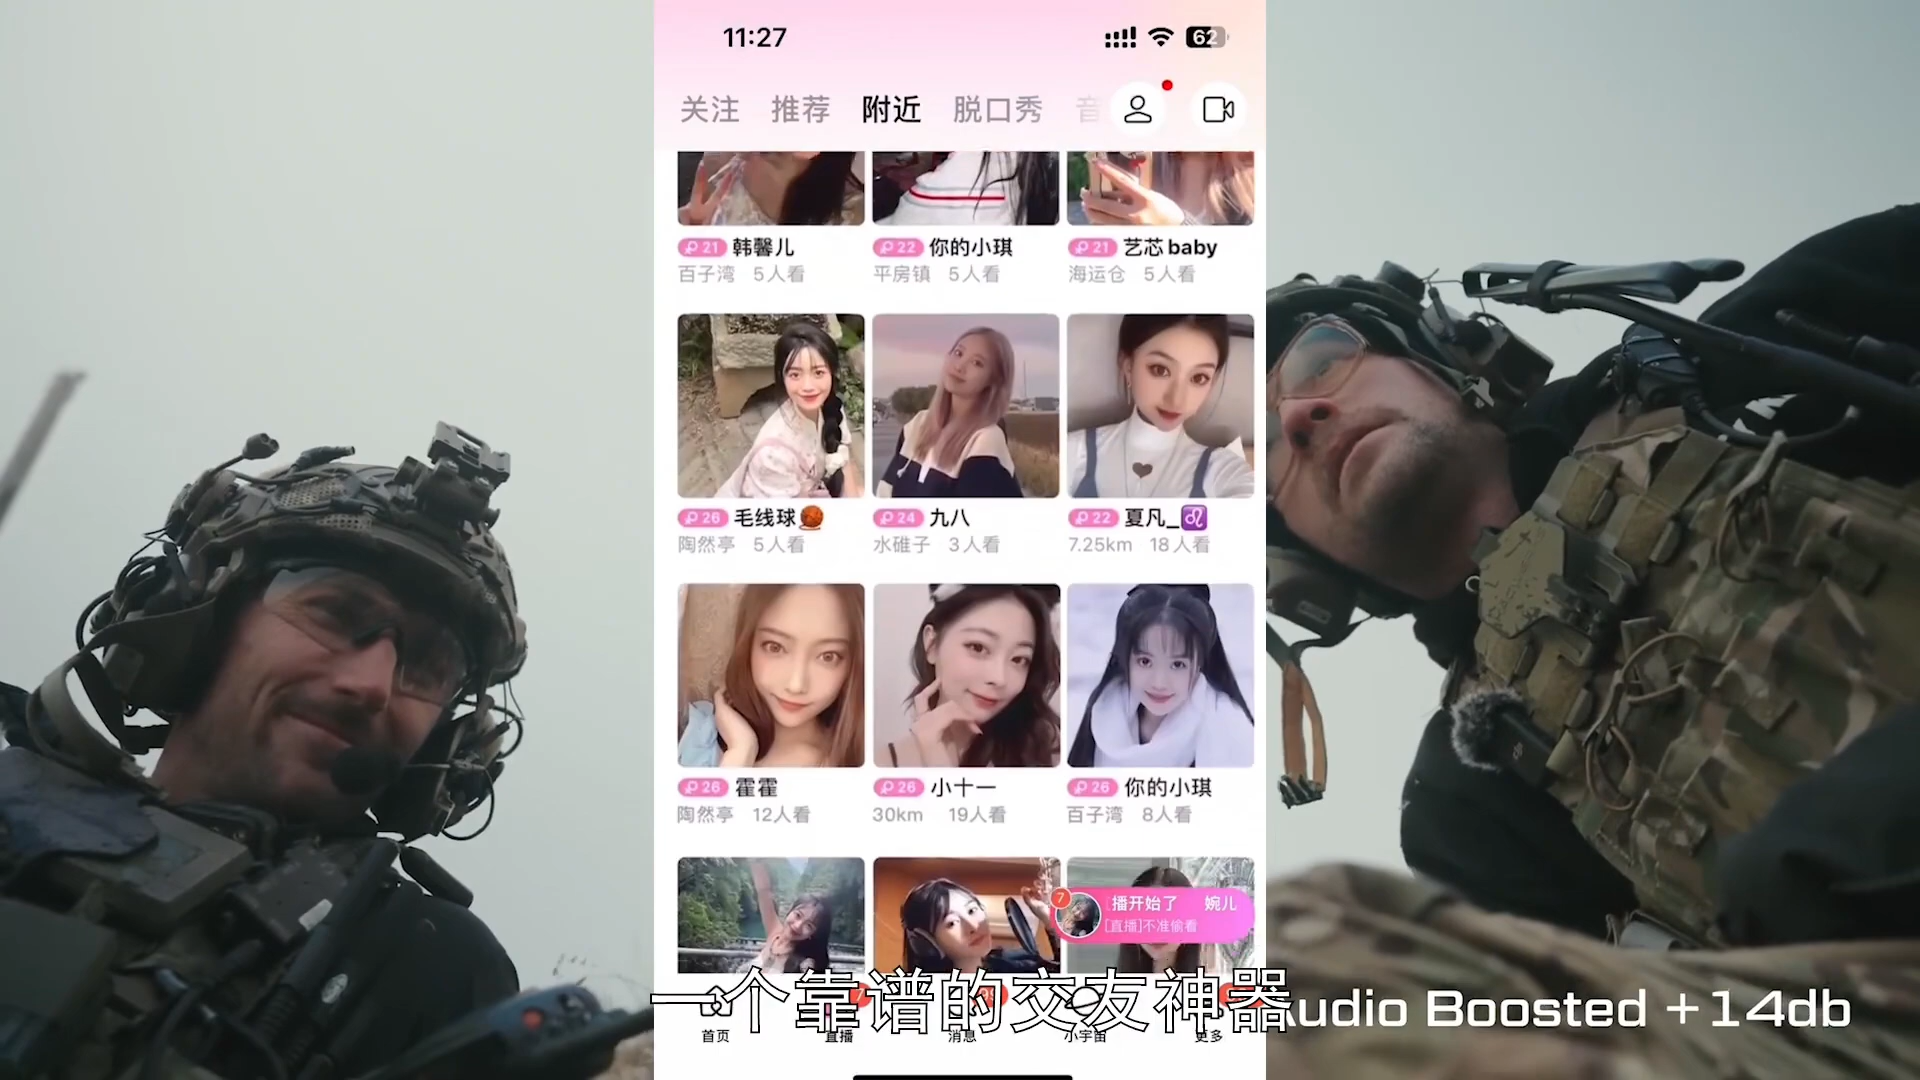 11:27
62
关注 推荐 附近 脱口秀 音
21 韩馨儿
百子湾 5人看
22 你的小琪
平房镇 5人看
21 艺芯baby
海运仓 5人看
26 毛线球
陶然亭 5人看
24 九八
水碓子 3人看
22 夏凡_♌
7.25km 18人看
26 霍霍
陶然亭 12人看
26 小十一
30km 19人看
26 你的小琪
百子湾 8人看
7
播开始了 婉儿
[直播]不准偷看
一个靠谱的交友神器
Audio Boosted +14db
首页 直播 消息 小宇宙 更多